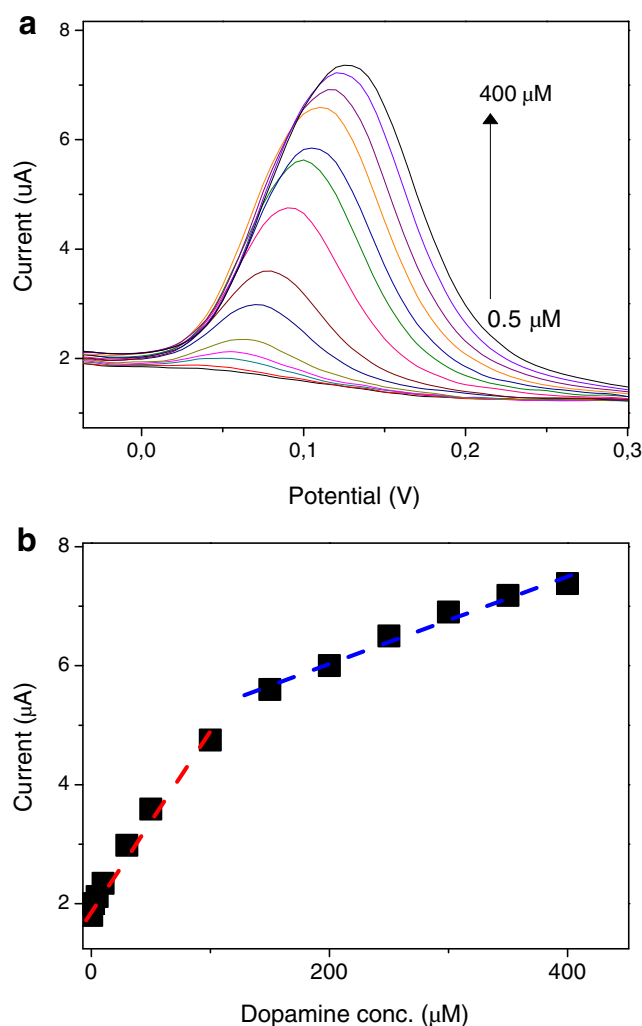 a
8
6
4
2
Current (uA)
400 μM
0.5 μM
0,0 0,1 0,2 0,3
Potential (V)
b
8
6
4
2
Current (μA)
0 200 400
Dopamine conc. (μM)